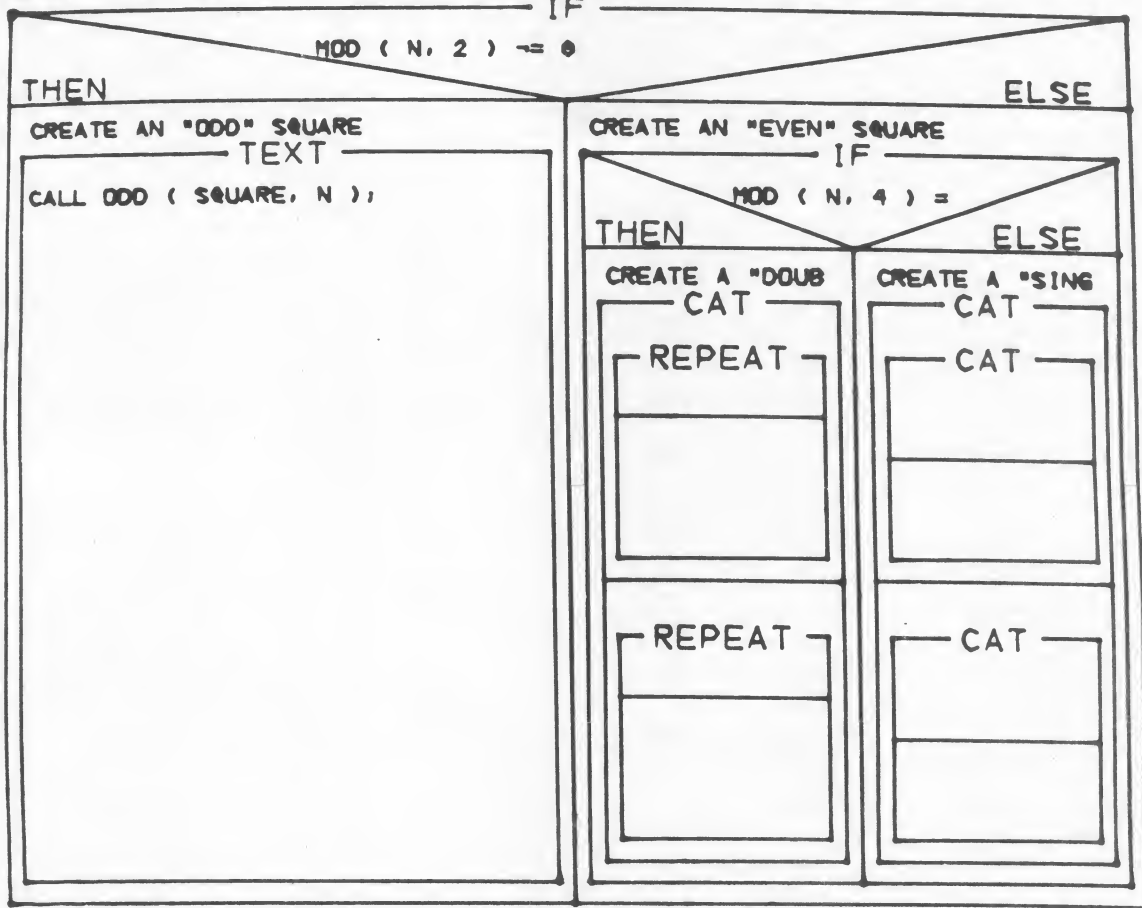 IF
MOD ( N, 2 ) ¬= 0
THEN
ELSE
CREATE AN "ODD" SQUARE
TEXT
CALL ODD ( SQUARE, N );
CREATE AN "EVEN" SQUARE
IF
MOD ( N, 4 ) =
THEN
ELSE
CREATE A "DOUB
CAT
REPEAT
REPEAT
CREATE A "SING
CAT
CAT
CAT